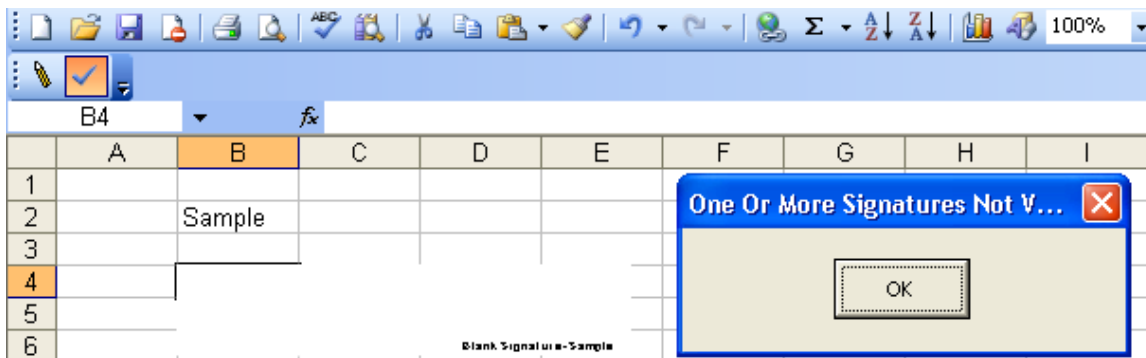 ABC Σ A Z Z A 100%
B4 fx
A B C D E F G H I
1
2 Sample
3
4
5
6 Blank Signature-Sample
One Or More Signatures Not V...
OK